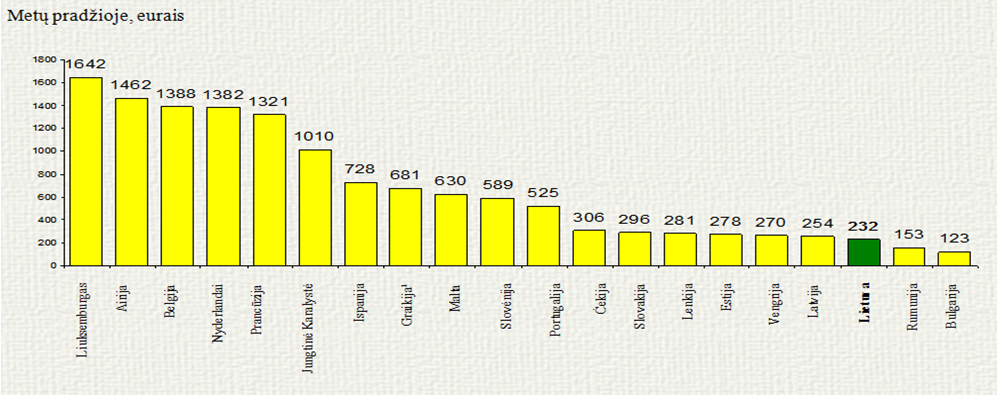 Metų pradžioje, eurais
1800
1600
1400
1200
1000
800
600
400
200
0
1642
1462
1388
1382
1321
1010
728
681
630
589
525
306
296
281
278
270
254
232
153
123
Liuksemburgas
Airija
Belgija
Nyderlandai
Prancūzija
Jungtinė Karalystė
Ispanija
Graikija¹
Malta
Slovėnija
Portugalija
Čekija
Slovakija
Lenkija
Estija
Vengrija
Latvija
Lietuva
Rumunija
Bulgarija